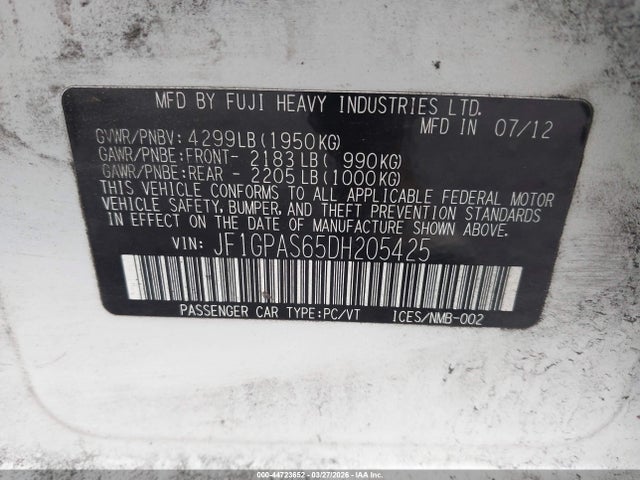 MFD BY FUJI HEAVY INDUSTRIES LTD.
MFD IN 07/12
GVWR/PNBV: 4299LB(1950KG)
GAWR/PNBE:FRONT- 2183LB( 990KG)
GAWR/PNBE:REAR - 2205LB(1000KG)
THIS VEHICLE CONFORMS TO ALL APPLICABLE FEDERAL MOTOR
VEHICLE SAFETY, BUMPER, AND THEFT PREVENTION STANDARDS
IN EFFECT ON THE DATE OF MANUFACTURE SHOWN ABOVE.
VIN: JF1GPAS65DH205425
PASSENGER CAR TYPE:PC/VT ICES/NMB-002
000-44723652 - 03/27/2026 - COPYRIGHT IAA, LLC.